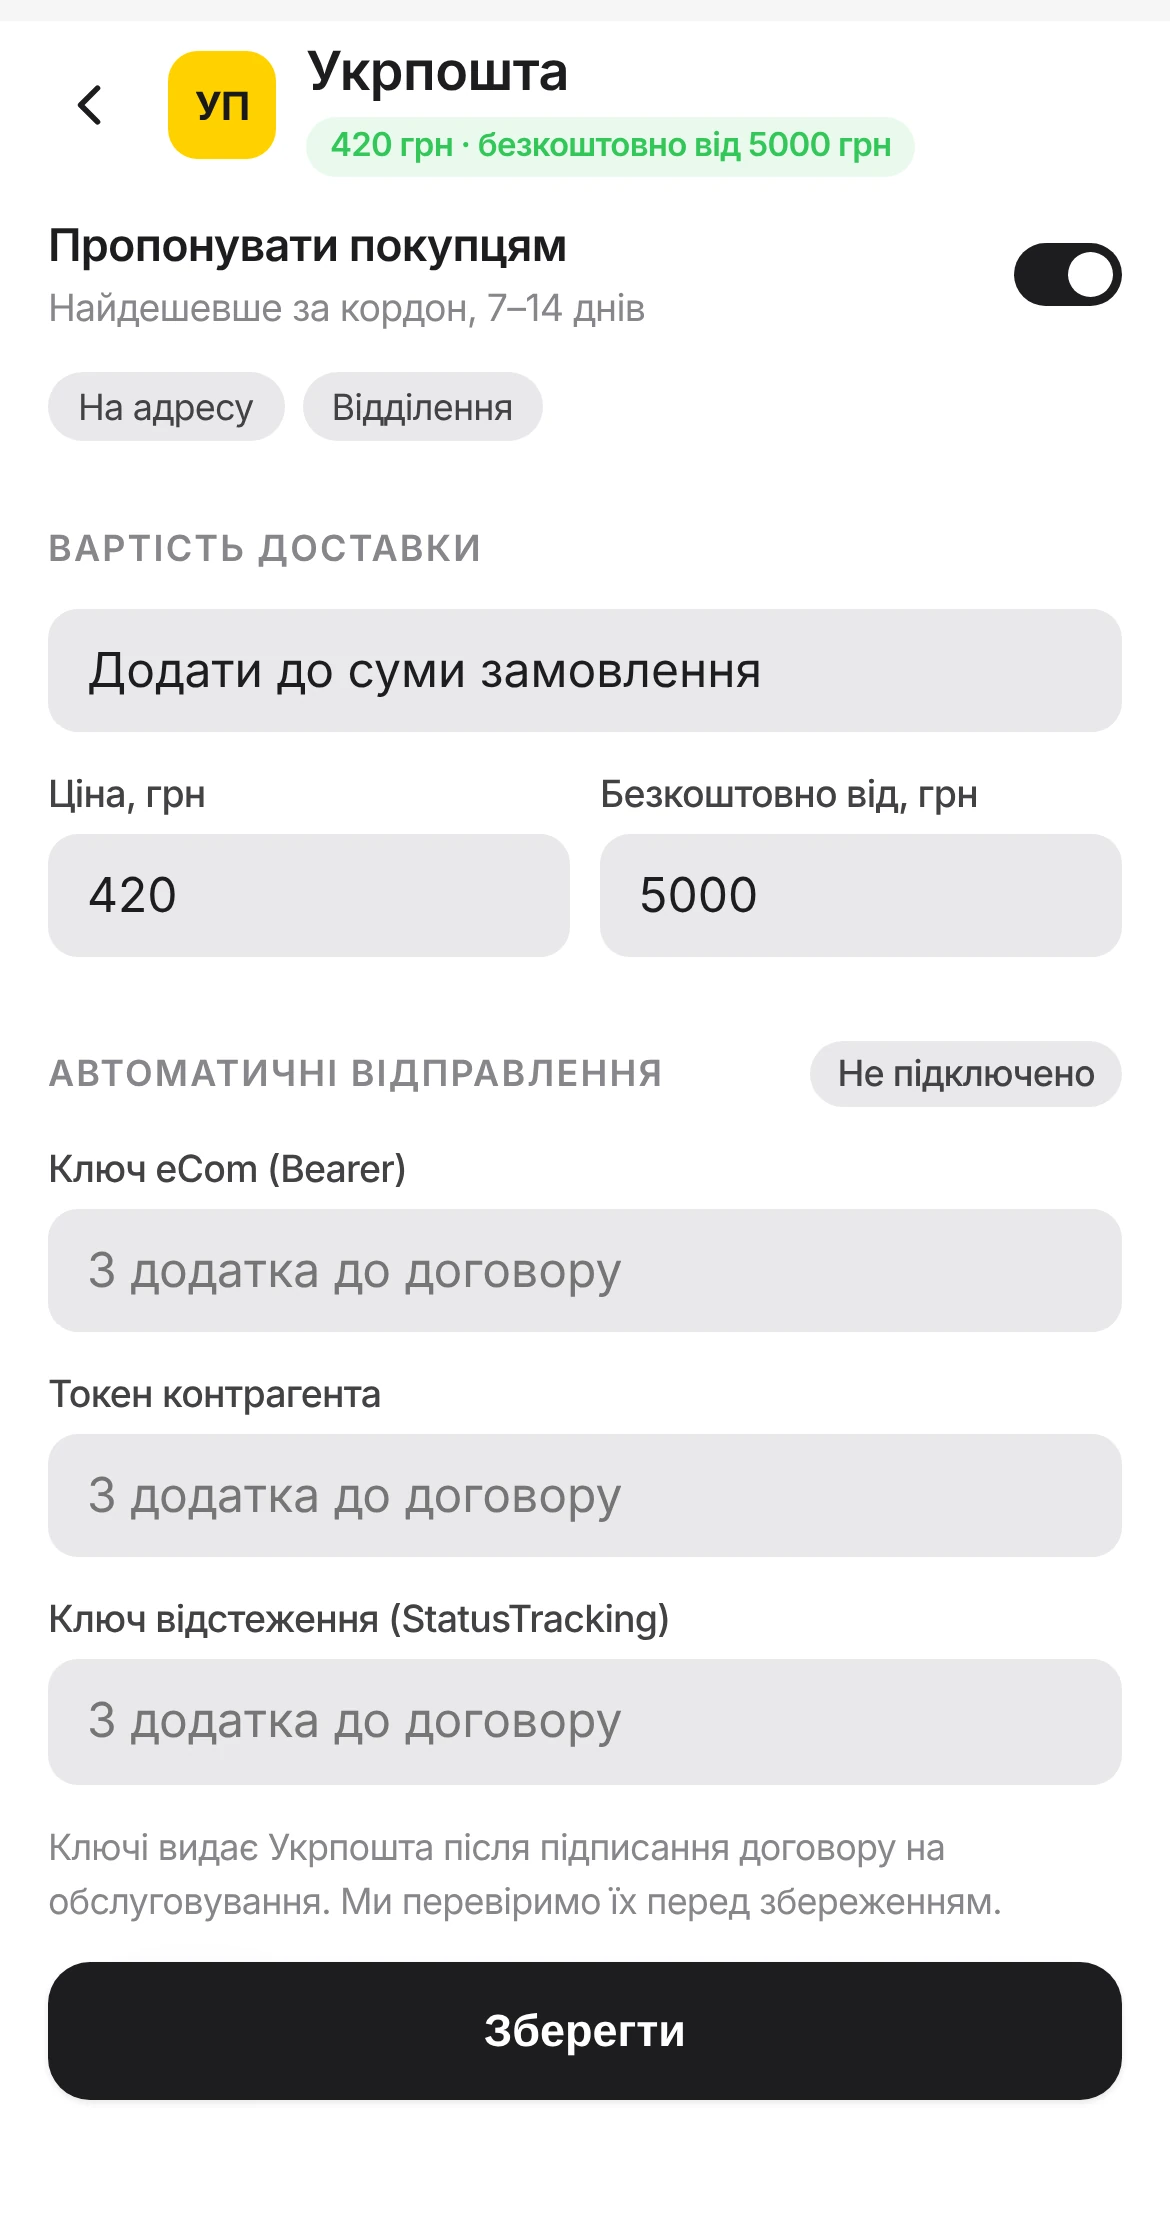 УП
Укрпошта
420 грн · безкоштовно від 5000 грн
Пропонувати покупцям
Найдешевше за кордон, 7–14 днів
На адресу
Відділення
ВАРТІСТЬ ДОСТАВКИ
Додати до суми замовлення
Ціна, грн
Безкоштовно від, грн
420
5000
АВТОМАТИЧНІ ВІДПРАВЛЕННЯ
Не підключено
Ключ eCom (Bearer)
З додатка до договору
Токен контрагента
З додатка до договору
Ключ відстеження (StatusTracking)
З додатка до договору
Ключі видає Укрпошта після підписання договору на
обслуговування. Ми перевіримо їх перед збереженням.
Зберегти